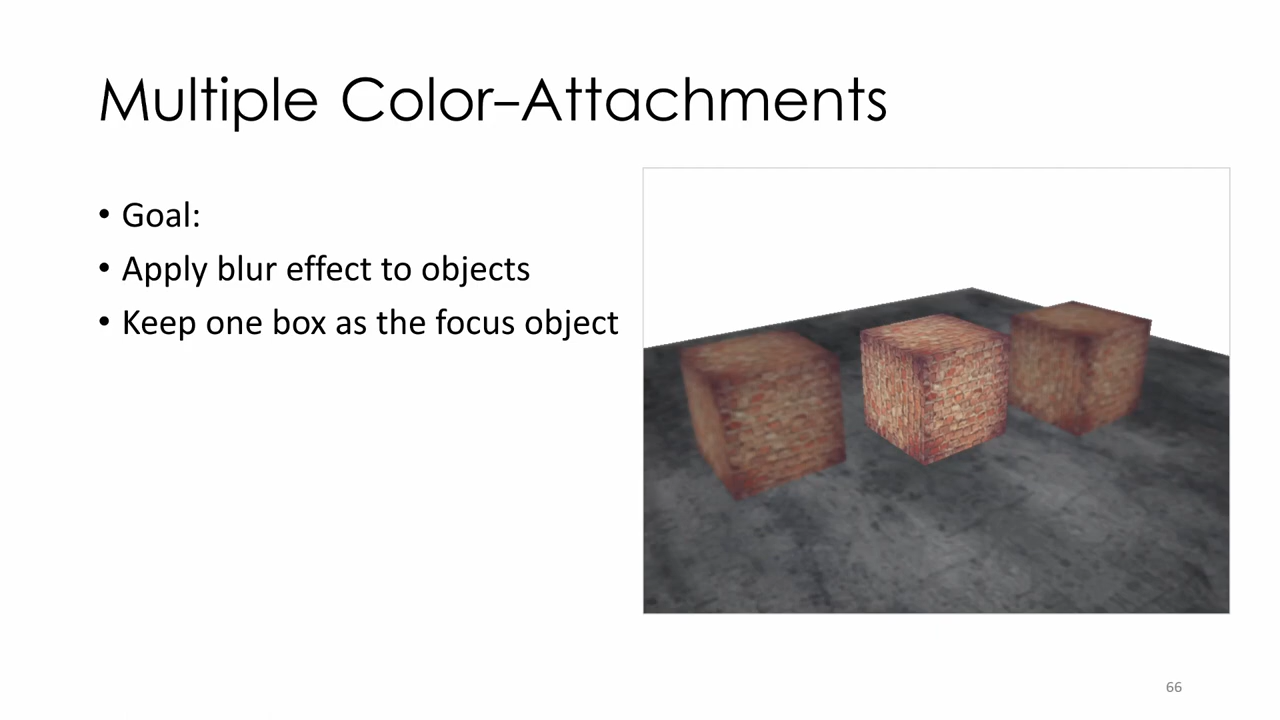 Multiple Color–Attachments
• Goal:
• Apply blur effect to objects
• Keep one box as the focus object
66